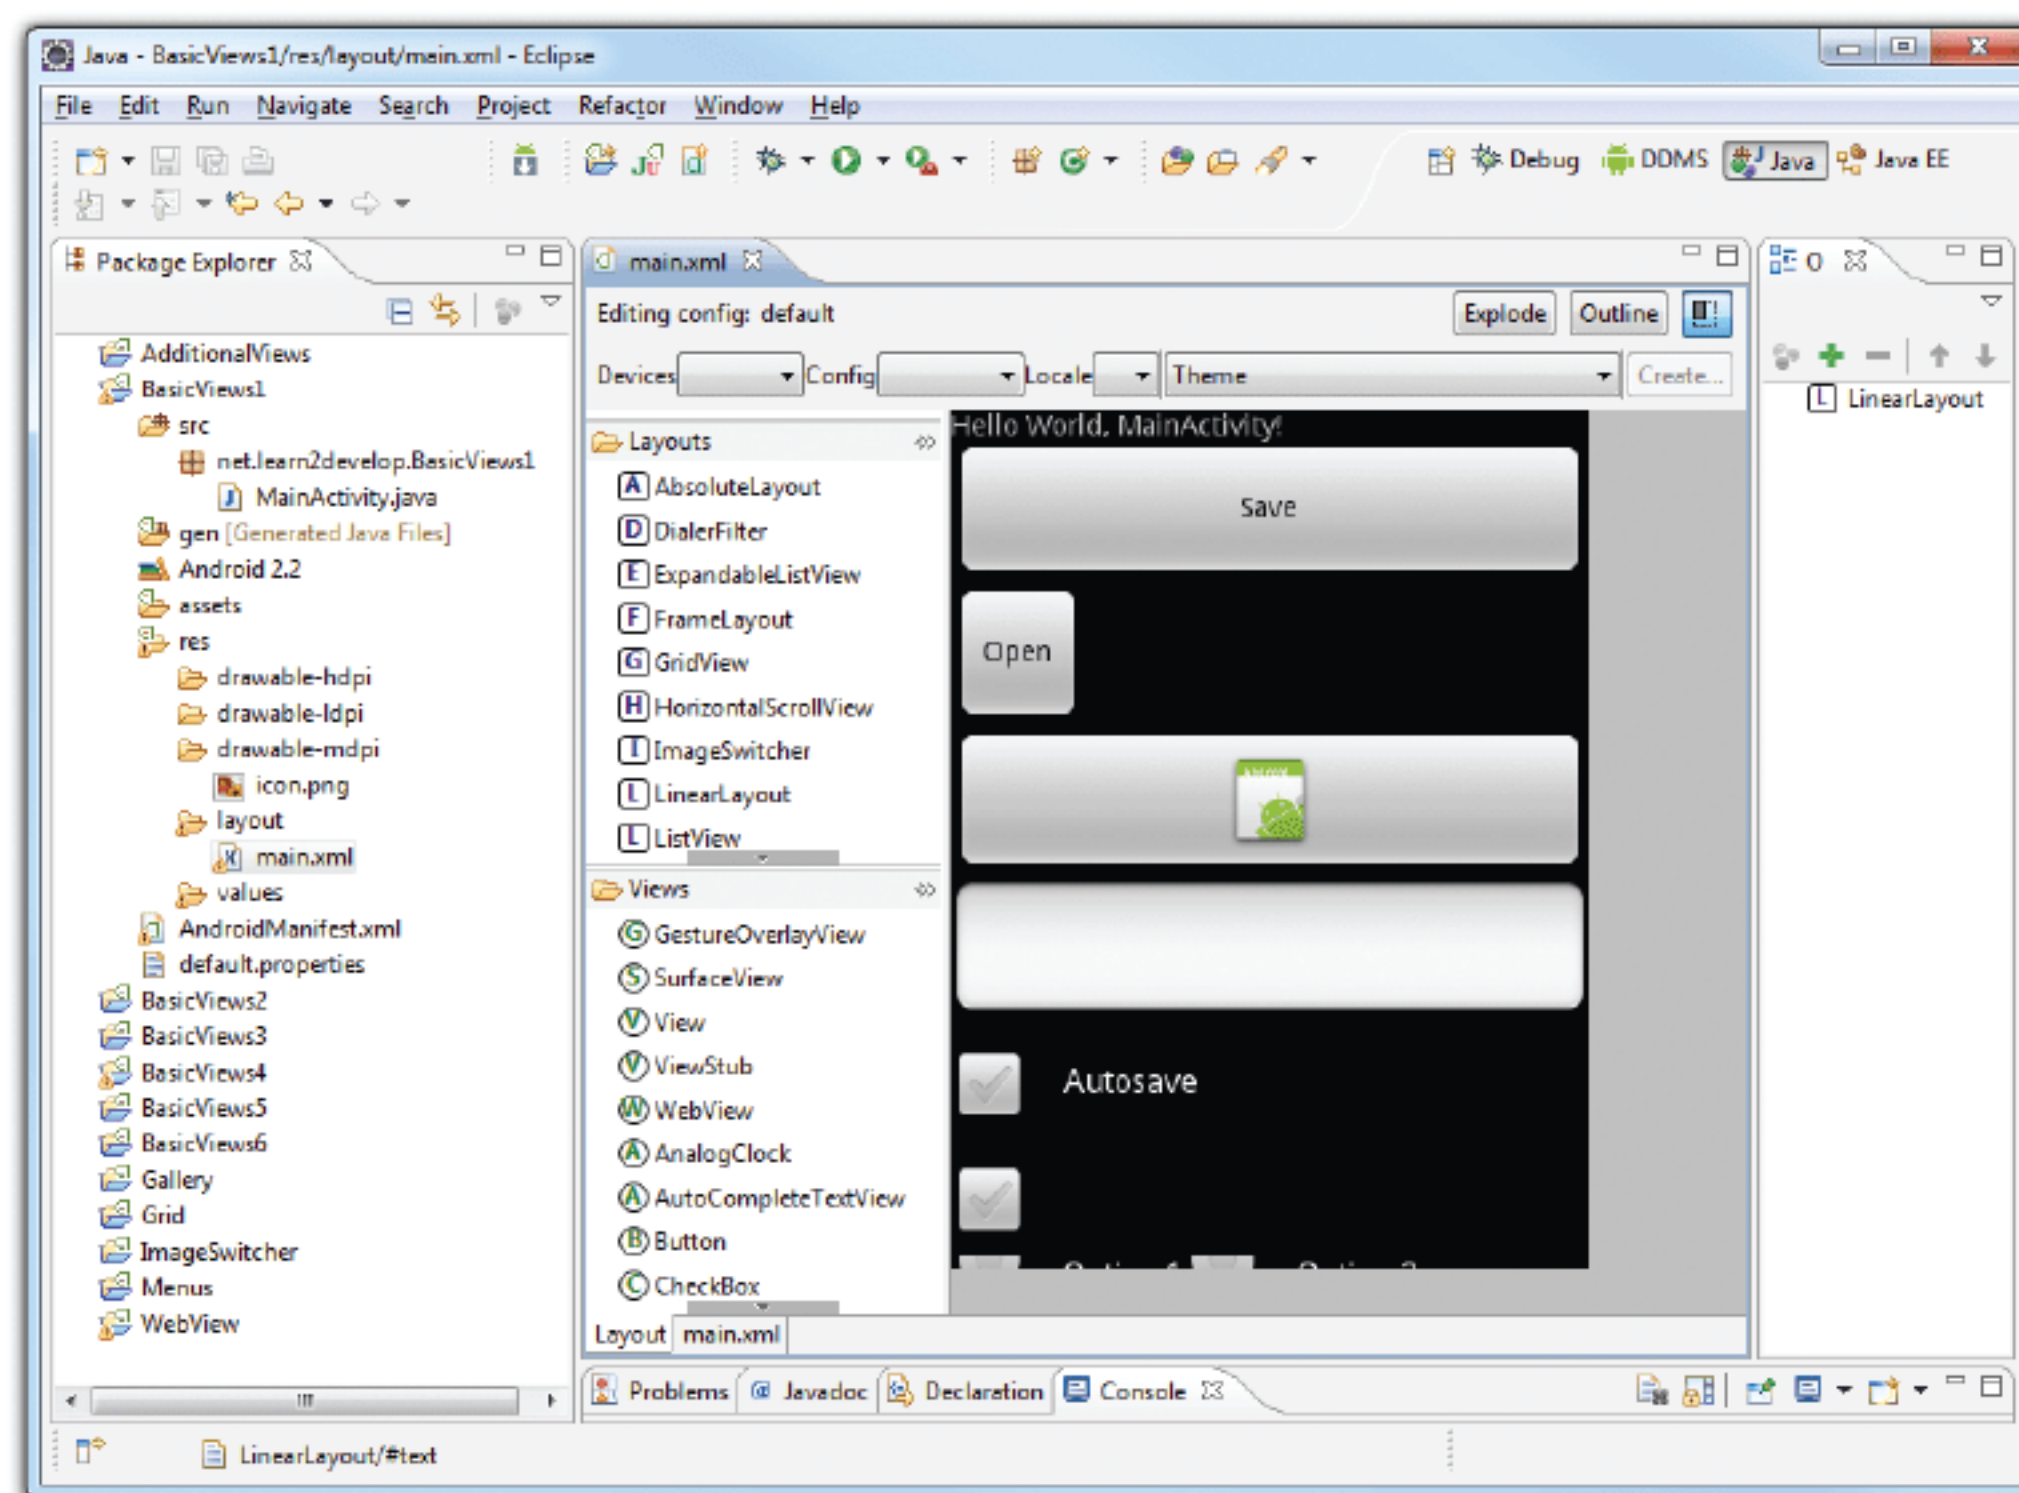 Java - BasicViews1/res/layout/main.xml - Eclipse
File Edit Run Navigate Search Project Refactor Window Help
Debug DDMS Java Java EE
Package Explorer
AdditionalViews
BasicViews1
src
net.learn2develop.BasicViews1
MainActivity.java
gen [Generated Java Files]
Android 2.2
assets
res
drawable-hdpi
drawable-ldpi
drawable-mdpi
icon.png
layout
main.xml
values
AndroidManifest.xml
default.properties
BasicViews2
BasicViews3
BasicViews4
BasicViews5
BasicViews6
Gallery
Grid
ImageSwitcher
Menus
WebView
main.xml
Editing config: default
Explode Outline
Devices Config Locale Theme Create...
Layouts
A AbsoluteLayout
D DialerFilter
E ExpandableListView
F FrameLayout
G GridView
H HorizontalScrollView
I ImageSwitcher
L LinearLayout
L ListView
Views
G GestureOverlayView
S SurfaceView
V View
V ViewStub
W WebView
A AnalogClock
A AutoCompleteTextView
B Button
C CheckBox
Hello World, MainActivity!
Save
Open
Autosave
Layout main.xml
O
L LinearLayout
Problems @ Javadoc Declaration Console
LinearLayout/#text